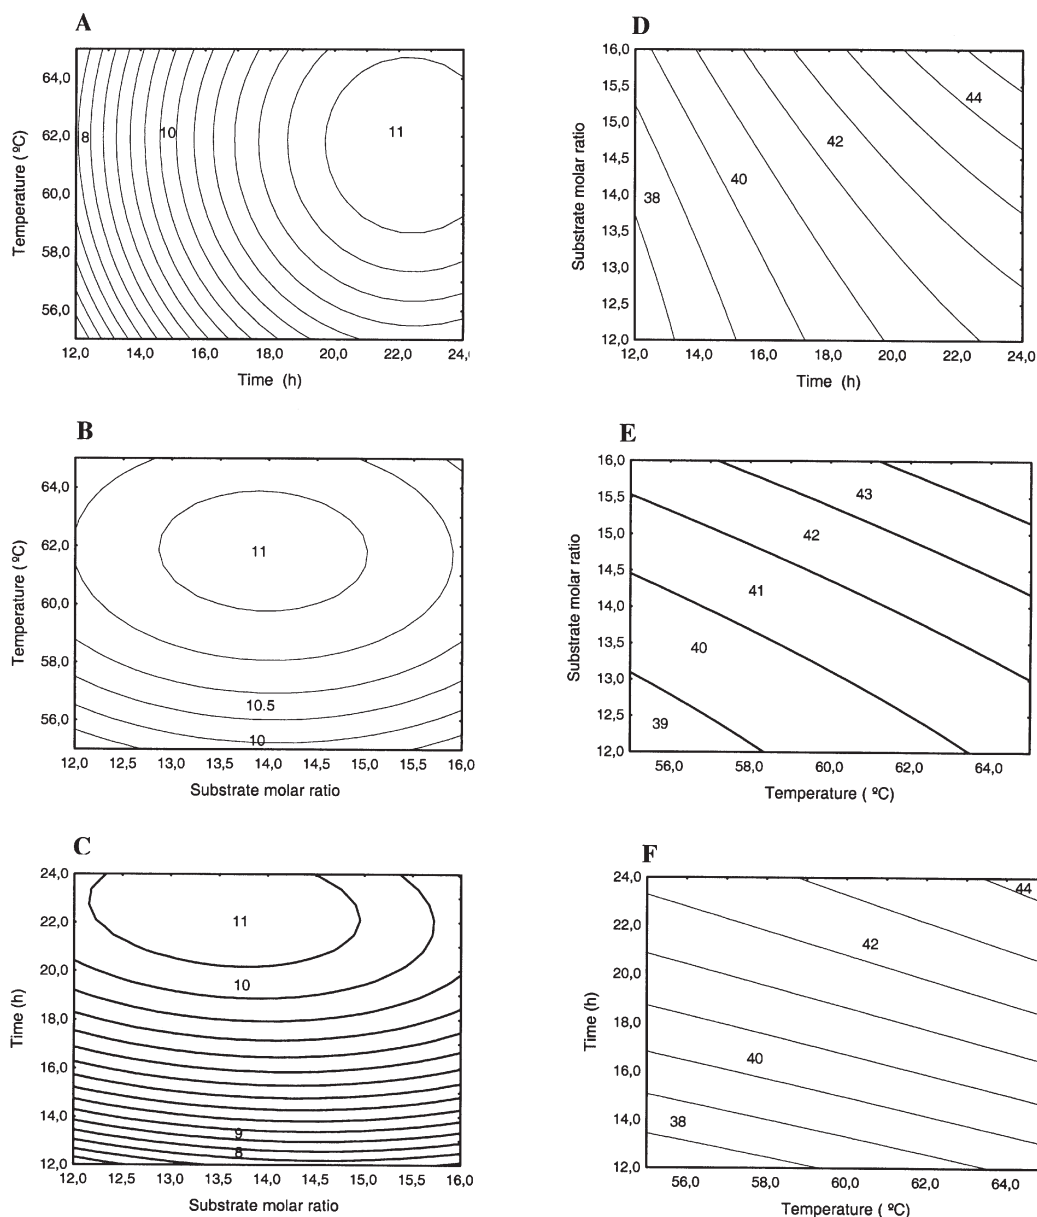 A
64,0
62,0
60,0
58,0
56,0
Temperature ( ºC)
8
10
11
12,0 14,0 16,0 18,0 20,0 22,0 24,0
Time (h)
D
16,0
15,5
15,0
14,5
14,0
13,5
13,0
12,5
12,0
Substrate molar ratio
38
40
42
44
12,0 14,0 16,0 18,0 20,0 22,0 24,0
Time (h)
B
64,0
62,0
60,0
58,0
56,0
Temperature ( ºC)
11
10.5
10
12,0 12,5 13,0 13,5 14,0 14,5 15,0 15,5 16,0
Substrate molar ratio
E
16,0
15,5
15,0
14,5
14,0
13,5
13,0
12,5
12,0
Substrate molar ratio
43
42
41
40
39
56,0 58,0 60,0 62,0 64,0
Temperature ( ºC)
C
24,0
22,0
20,0
18,0
16,0
14,0
12,0
Time (h)
11
10
9
8
12,0 12,5 13,0 13,5 14,0 14,5 15,0 15,5 16,0
Substrate molar ratio
F
24,0
22,0
20,0
18,0
16,0
14,0
12,0
Time (h)
44
42
40
38
56,0 58,0 60,0 62,0 64,0
Temperature ( ºC)